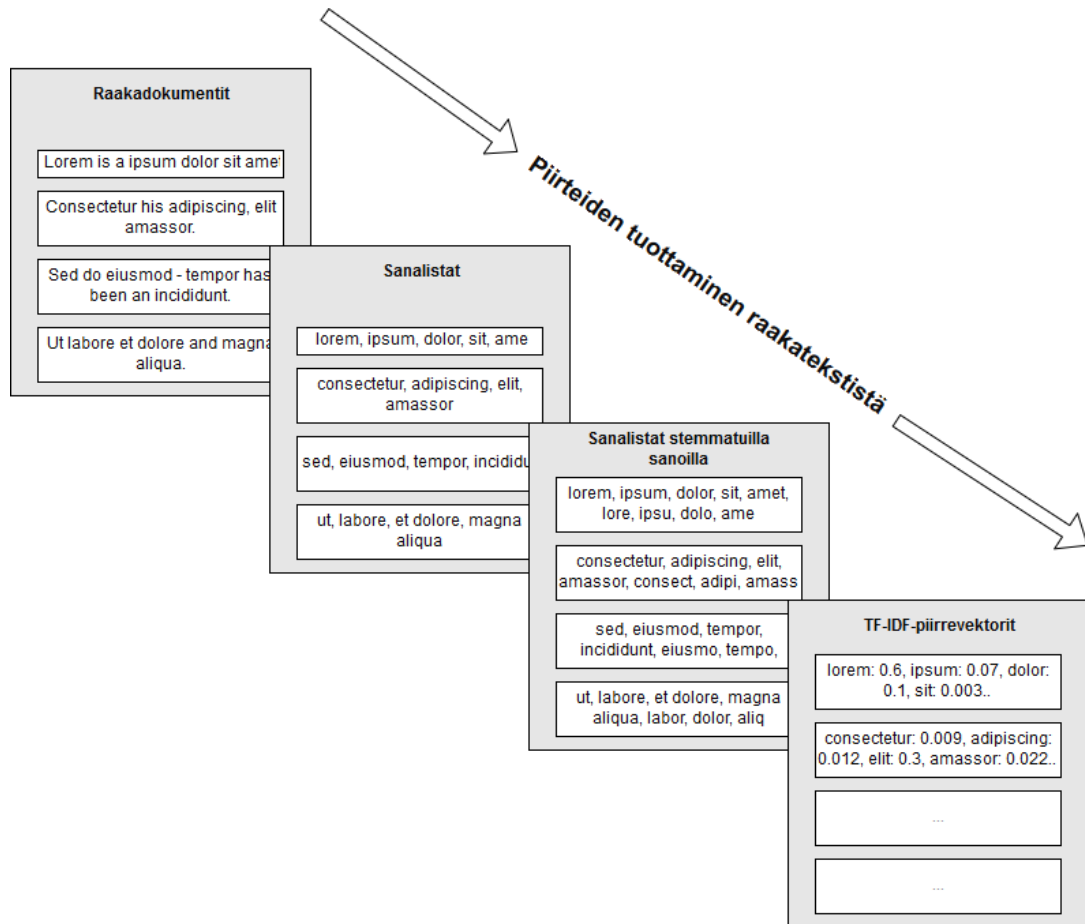 Raakadokumentit
Lorem is a ipsum dolor sit amet
Consectetur his adipiscing, elit
amassor.
Sed do eiusmod - tempor has
been an incididunt.
Ut labore et dolore and magna
aliqua.
Piirteiden tuottaminen raakatekstistä
Sanalistat
lorem, ipsum, dolor, sit, ame
consectetur, adipiscing, elit,
amassor
sed, eiusmod, tempor, incididu
ut, labore, et dolore, magna
aliqua
Sanalistat stemmatuilla
sanoilla
lorem, ipsum, dolor, sit, amet,
lore, ipsu, dolo, ame
consectetur, adipiscing, elit,
amassor, consect, adipi, amass
sed, eiusmod, tempor,
incididunt, eiusmo, tempo,
ut, labore, et dolore, magna
aliqua, labor, dolor, aliq
TF-IDF-piirrevektorit
lorem: 0.6, ipsum: 0.07, dolor:
0.1, sit: 0.003..
consectetur: 0.009, adipiscing:
0.012, elit: 0.3, amassor: 0.022..
...
...